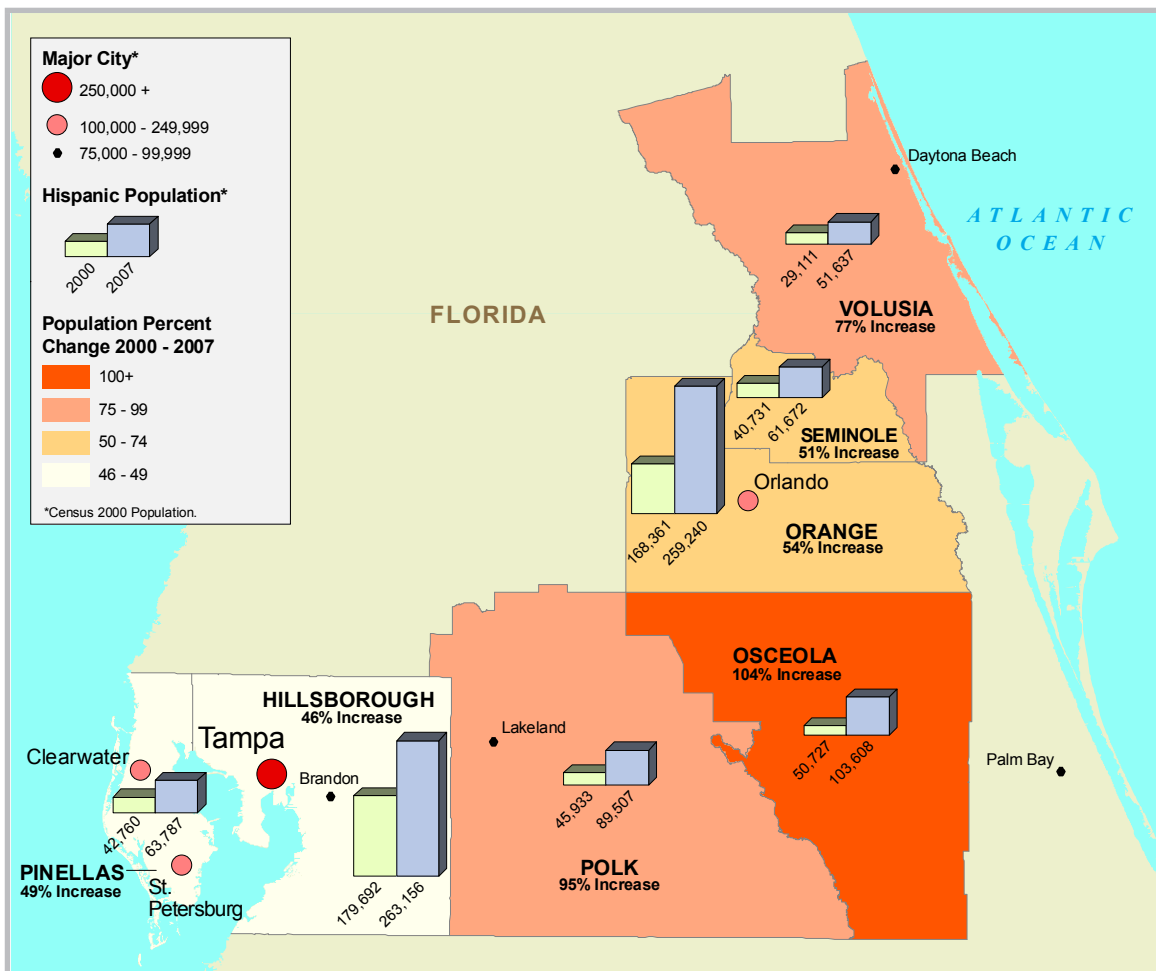 Major City*
250,000 +
100,000 - 249,999
75,000 - 99,999
Hispanic Population*
2000
2007
Population Percent
Change 2000 - 2007
100+
75 - 99
50 - 74
46 - 49
*Census 2000 Population.
FLORIDA
ATLANTIC
OCEAN
Daytona Beach
29,111
51,637
VOLUSIA
77% Increase
40,731
61,672
SEMINOLE
51% Increase
Orlando
168,361
259,240
ORANGE
54% Increase
OSCEOLA
104% Increase
50,727
103,608
Palm Bay
HILLSBOROUGH
46% Increase
Tampa
Brandon
179,692
263,156
Lakeland
45,933
89,507
POLK
95% Increase
Clearwater
42,760
63,787
PINELLAS
49% Increase
St.
Petersburg